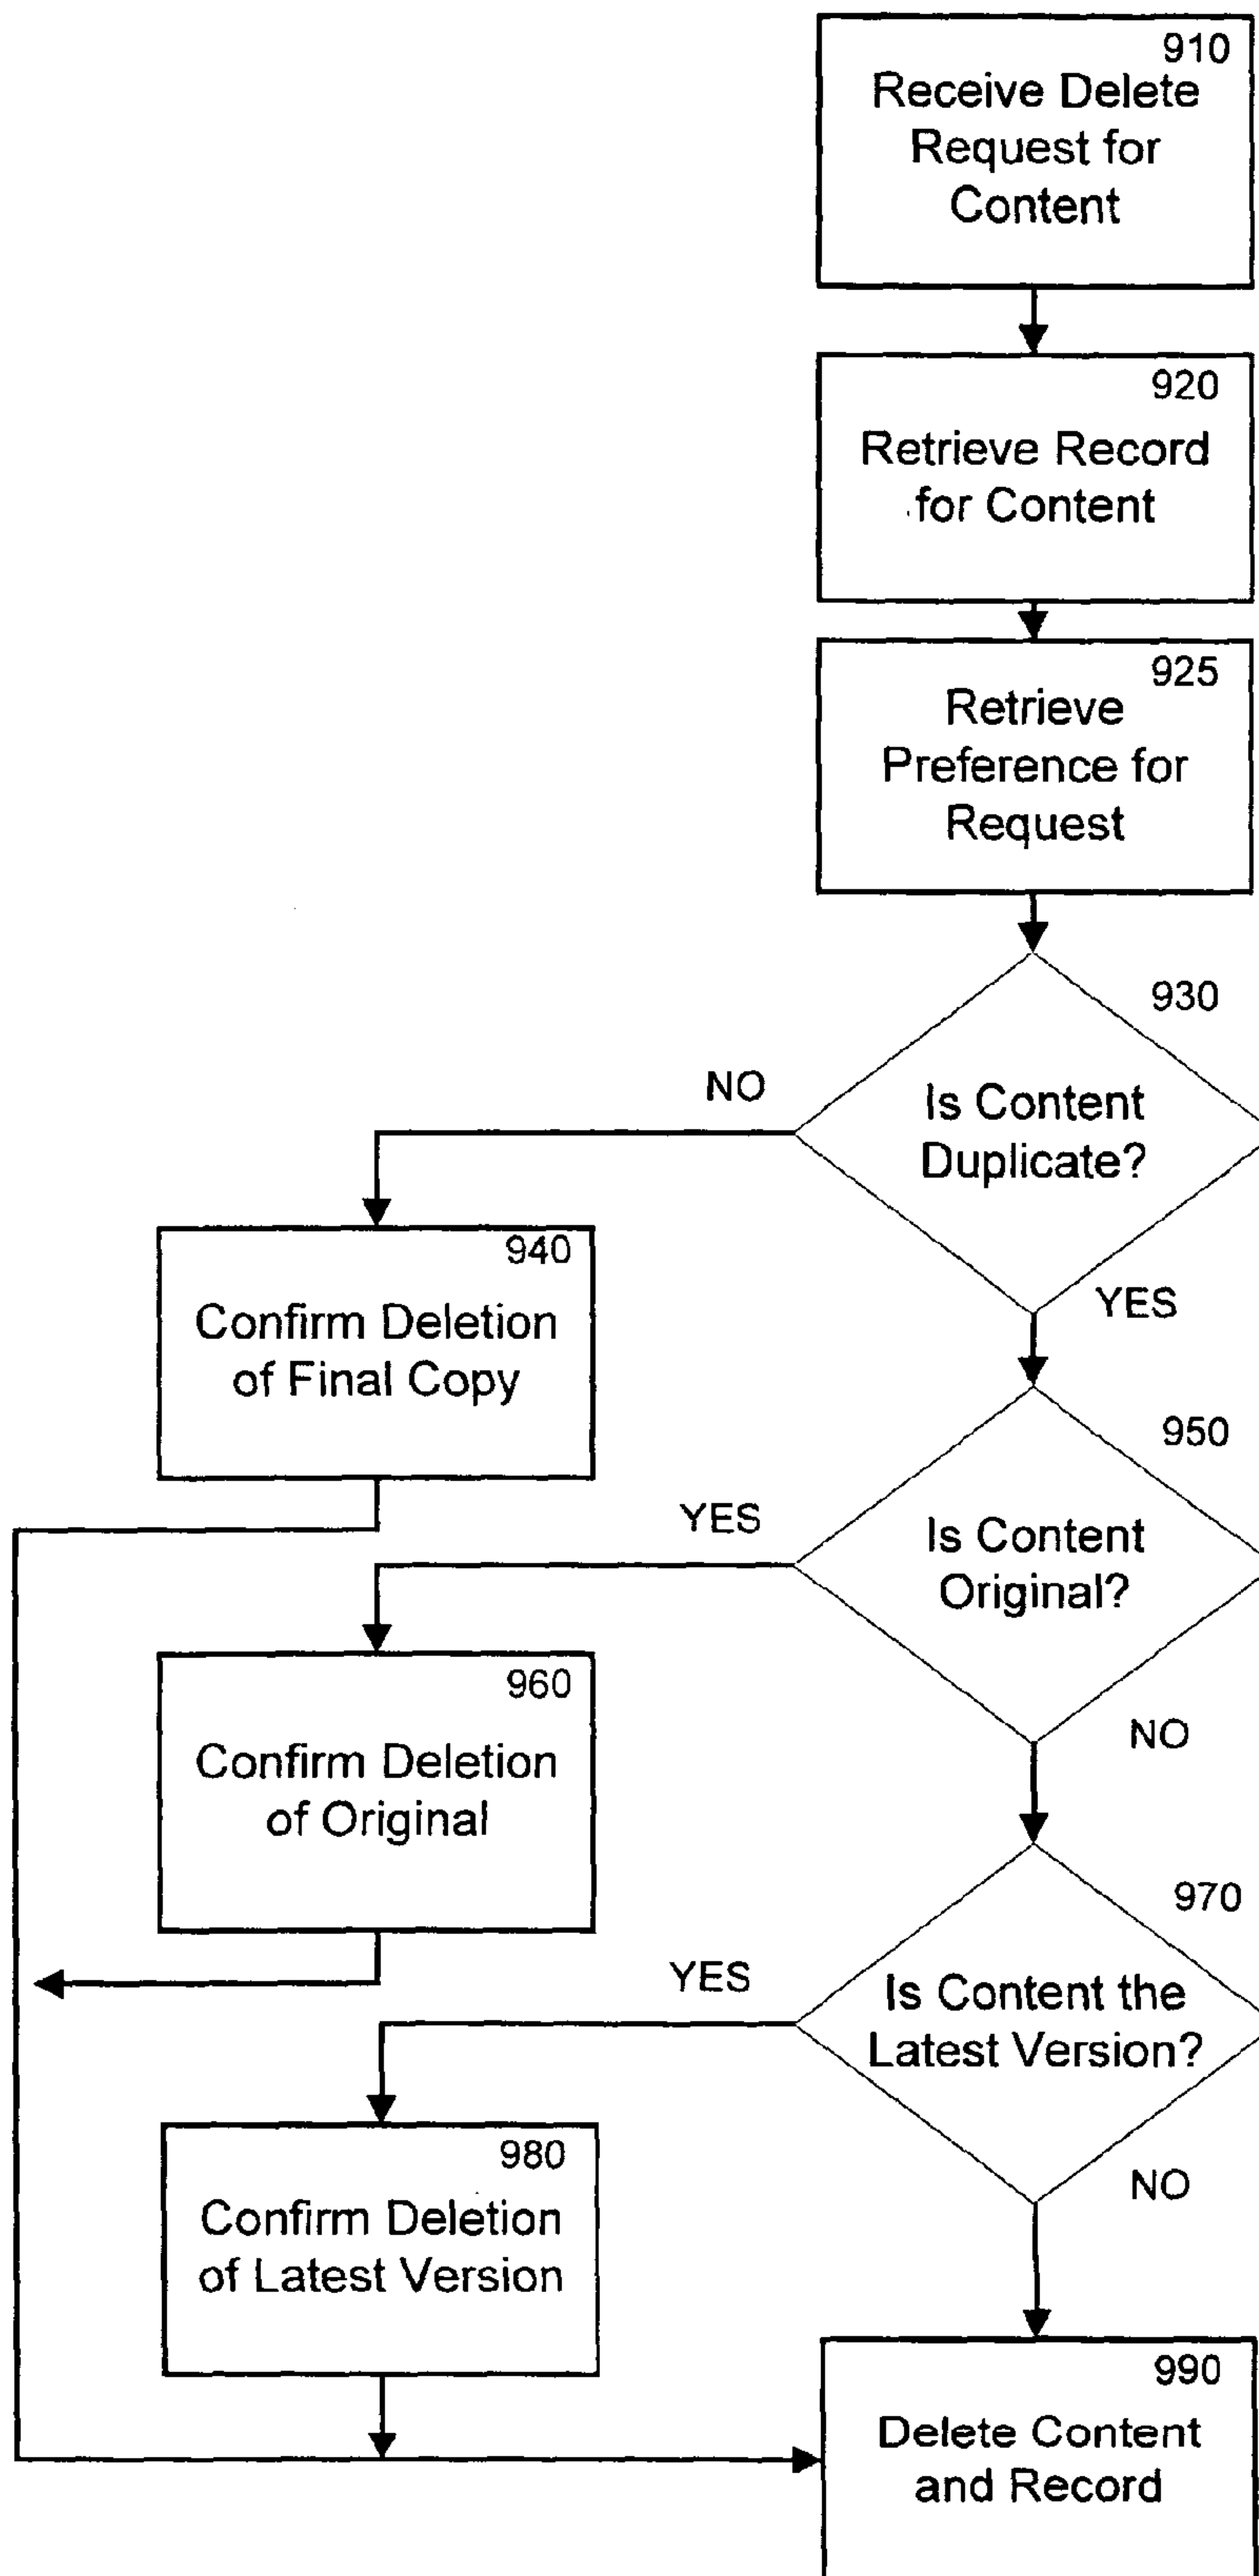 910
Receive Delete
Request for
Content
920
Retrieve Record
for Content
925
Retrieve
Preference for
Request
930
NO
Is Content
Duplicate?
YES
940
Confirm Deletion
of Final Copy
950
YES
Is Content
Original?
NO
960
Confirm Deletion
of Original
970
YES
Is Content the
Latest Version?
NO
980
Confirm Deletion
of Latest Version
990
Delete Content
and Record